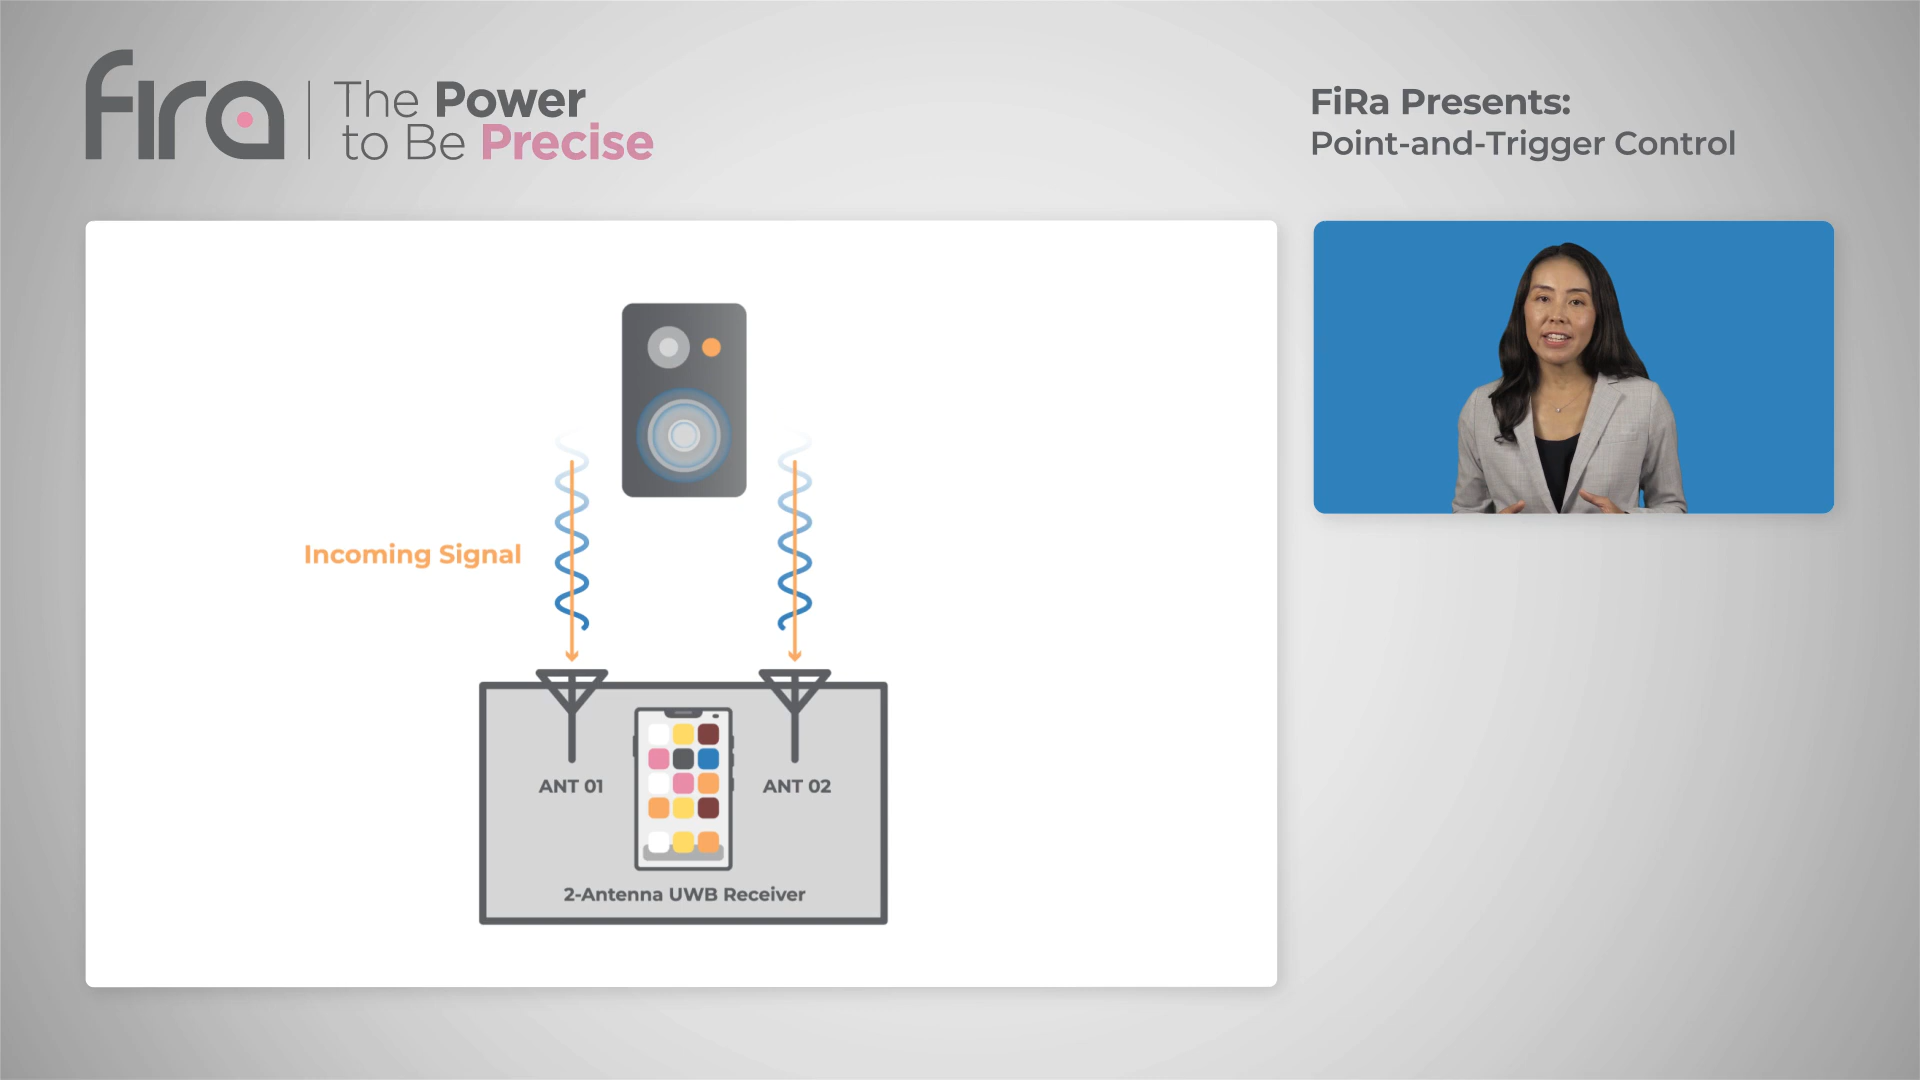 fira
The Power
to Be Precise
FiRa Presents:
Point-and-Trigger Control
Incoming Signal
ANT 01
ANT 02
2-Antenna UWB Receiver